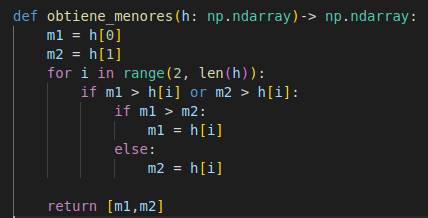 def obtiene_menores(h: np.ndarray)-> np.ndarray:
    m1 = h[0]
    m2 = h[1]
    for i in range(2, len(h)):
        if m1 > h[i] or m2 > h[i]:
            if m1 > m2:
                m1 = h[i]
            else:
                m2 = h[i]

    return [m1,m2]